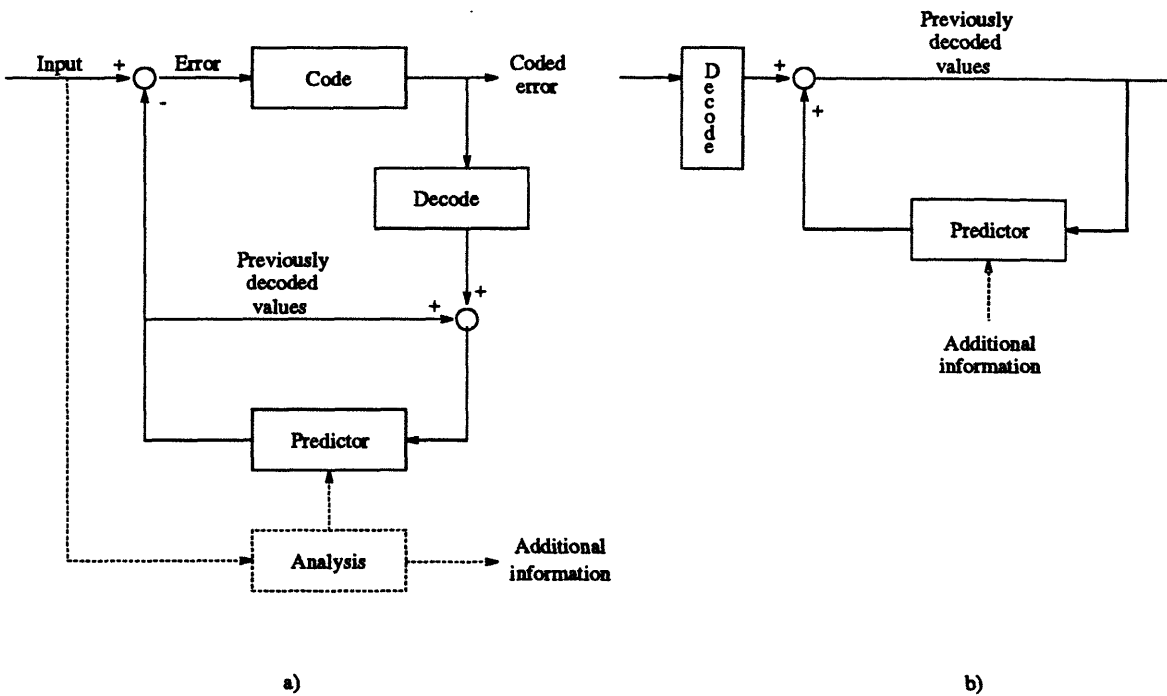 Input
+
Error
-
Code
Coded
error
Decode
Previously
decoded
values
+
+
Predictor
Analysis
Additional
information
a)
Decode
+
+
Previously
decoded
values
Predictor
Additional
information
b)